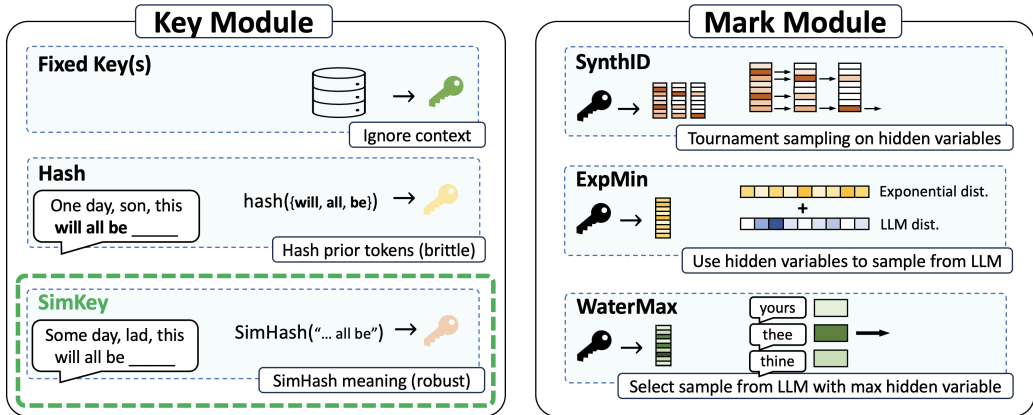 Key Module
Fixed Key(s)
Ignore context
Hash
One day, son, this
will all be _____
hash({will, all, be})
Hash prior tokens (brittle)
SimKey
Some day, lad, this
will all be _____
SimHash(“... all be”)
SimHash meaning (robust)
Mark Module
SynthID
Tournament sampling on hidden variables
ExpMin
Exponential dist.
+
LLM dist.
Use hidden variables to sample from LLM
WaterMax
yours
thee
thine
Select sample from LLM with max hidden variable